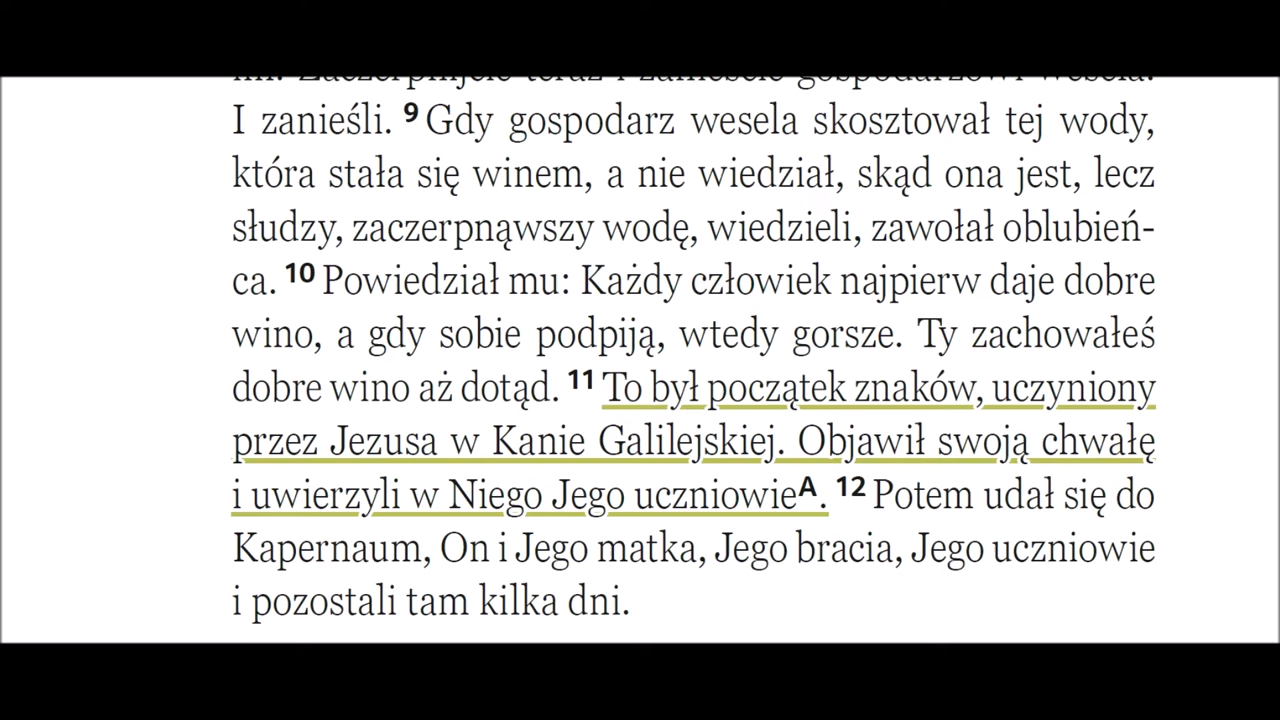 I zanieśli. 9 Gdy gospodarz wesela skosztował tej wody,
która stała się winem, a nie wiedział, skąd ona jest, lecz
słudzy, zaczerpnąwszy wodę, wiedzieli, zawołał oblubień-
ca. 10 Powiedział mu: Każdy człowiek najpierw daje dobre
wino, a gdy sobie podpiją, wtedy gorsze. Ty zachowałeś
dobre wino aż dotąd. 11 To był początek znaków, uczyniony
przez Jezusa w Kanie Galilejskiej. Objawił swoją chwałę
i uwierzyli w Niego Jego uczniowieA. 12 Potem udał się do
Kapernaum, On i Jego matka, Jego bracia, Jego uczniowie
i pozostali tam kilka dni.